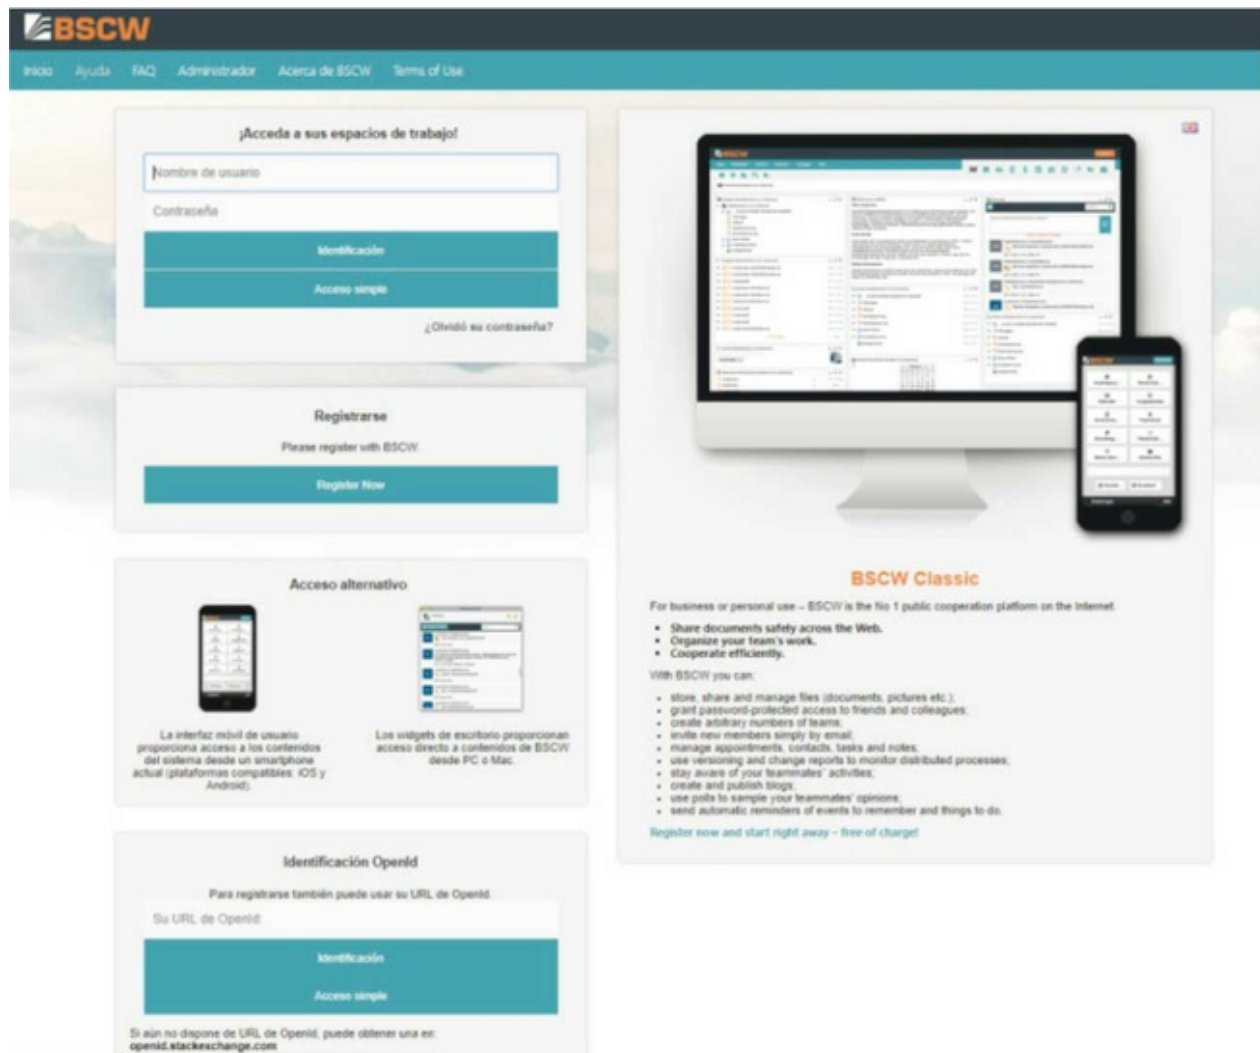 BSCW
Inicio Ayuda FAQ Administrador Acerca de BSCW Terms of Use
¡Acceda a sus espacios de trabajo!
Nombre de usuario
Contraseña
Identificación
Acceso simple
¿Olvidó su contraseña?
Registrarse
Please register with BSCW.
Register Now
Acceso alternativo
La interfaz móvil de usuario
proporciona acceso a los contenidos
del sistema desde un smartphone
actual (plataformas compatibles: iOS y
Android).
Los widgets de escritorio proporcionan
acceso directo a contenidos de BSCW
desde PC o Mac.
Identificación OpenId
Para registrarse también puede usar su URL de OpenId.
Su URL de OpenId:
Identificación
Acceso simple
Si aún no dispone de URL de OpenId, puede obtener una en:
openid.stackexchange.com
BSCW Classic
For business or personal use – BSCW is the No 1 public cooperation platform on the Internet.
• Share documents safely across the Web.
• Organize your team's work.
• Cooperate efficiently.
With BSCW you can:
• store, share and manage files (documents, pictures etc.);
• grant password-protected access to friends and colleagues;
• create arbitrary numbers of teams;
• invite new members simply by email;
• manage appointments, contacts, tasks and notes;
• use versioning and change reports to monitor distributed processes;
• stay aware of your teammates' activities;
• create and publish blogs;
• use polls to sample your teammates' opinions;
• send automatic reminders of events to remember and things to do.
Register now and start right away – free of charge!